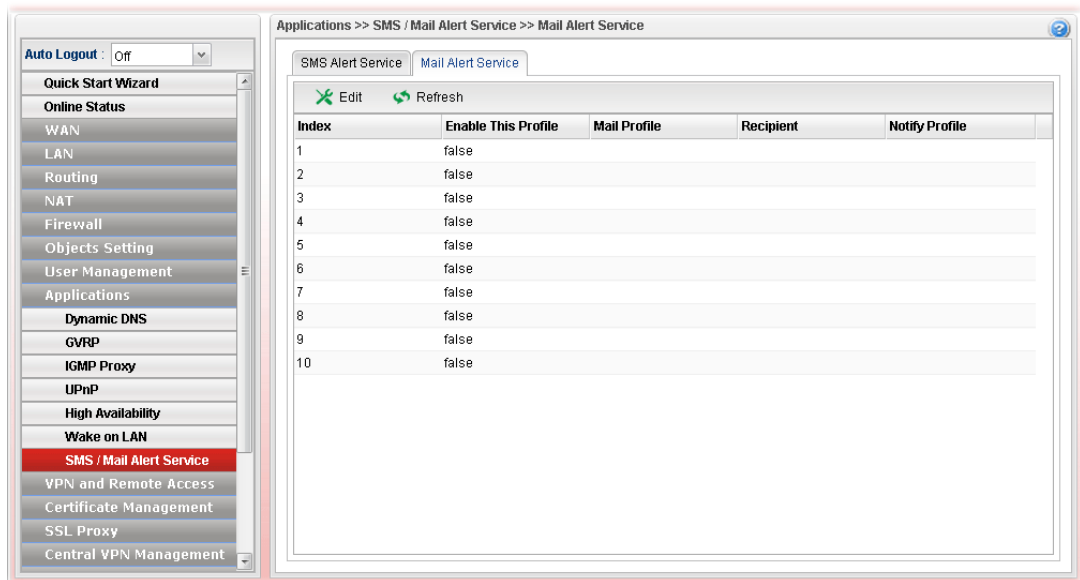 Auto Logout : Off
Quick Start Wizard
Online Status
WAN
LAN
Routing
NAT
Firewall
Objects Setting
User Management
Applications
Dynamic DNS
GVRP
IGMP Proxy
UPnP
High Availability
Wake on LAN
SMS / Mail Alert Service
VPN and Remote Access
Certificate Management
SSL Proxy
Central VPN Management
Applications >> SMS / Mail Alert Service >> Mail Alert Service
?
SMS Alert Service Mail Alert Service
Edit Refresh
Index Enable This Profile Mail Profile Recipient Notify Profile
1 false
2 false
3 false
4 false
5 false
6 false
7 false
8 false
9 false
10 false